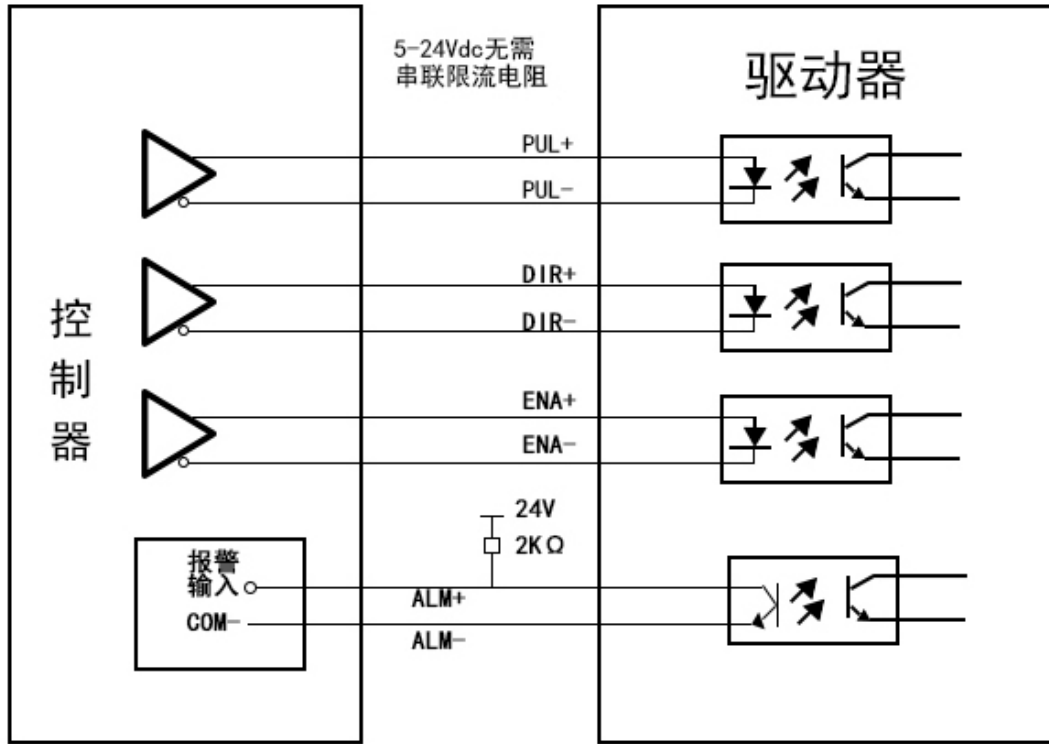 5-24Vdc无需
串联限流电阻
驱动器
PUL+
PUL-
DIR+
DIR-
控制器
ENA+
ENA-
24V
2KΩ
报警
输入
ALM+
COM-
ALM-